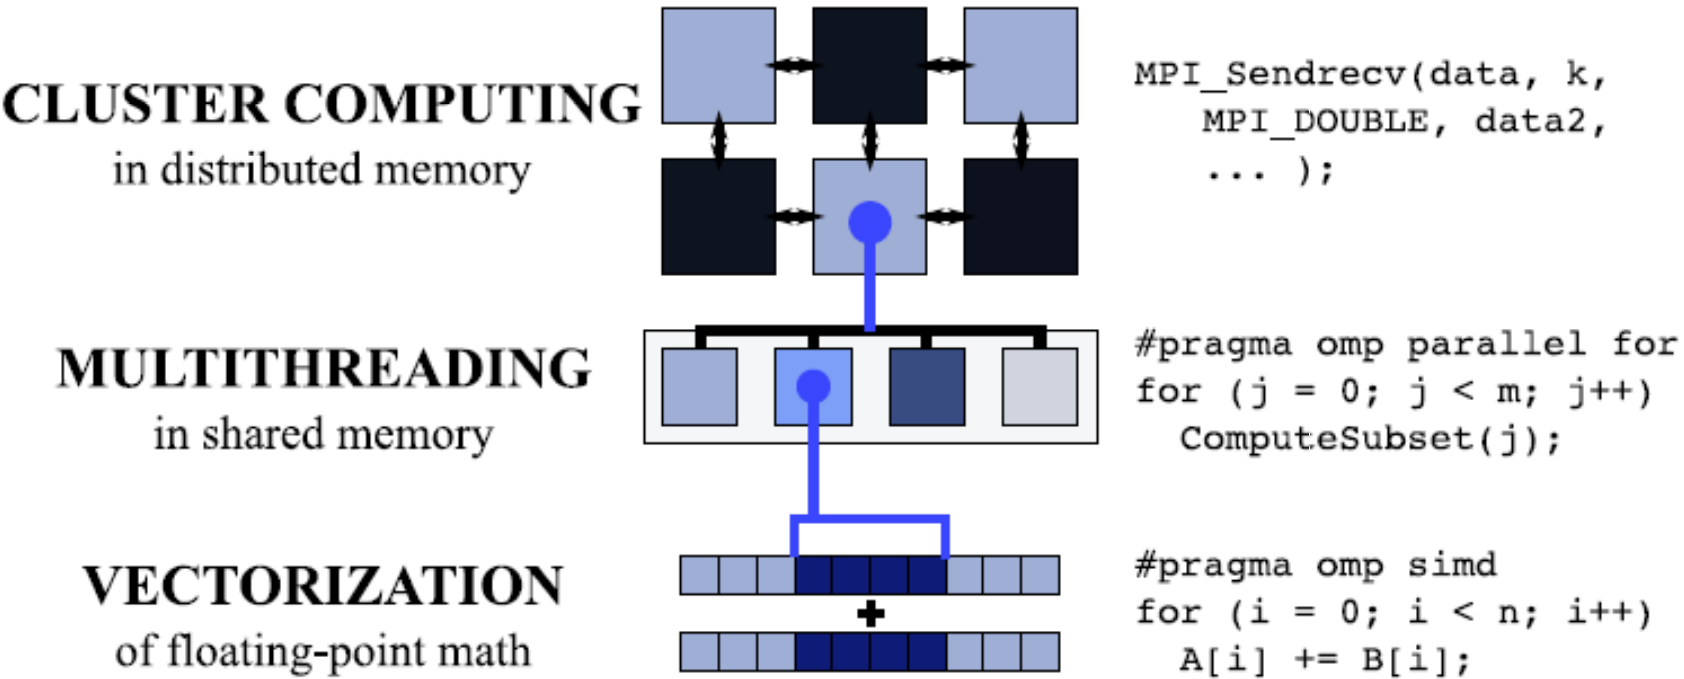 CLUSTER COMPUTING
in distributed memory
MPI_Sendrecv(data, k,
MPI_DOUBLE, data2,
... );
MULTITHREADING
in shared memory
#pragma omp parallel for
for (j = 0; j < m; j++)
ComputeSubset(j);
VECTORIZATION
of floating-point math
+
#pragma omp simd
for (i = 0; i < n; i++)
A[i] += B[i];